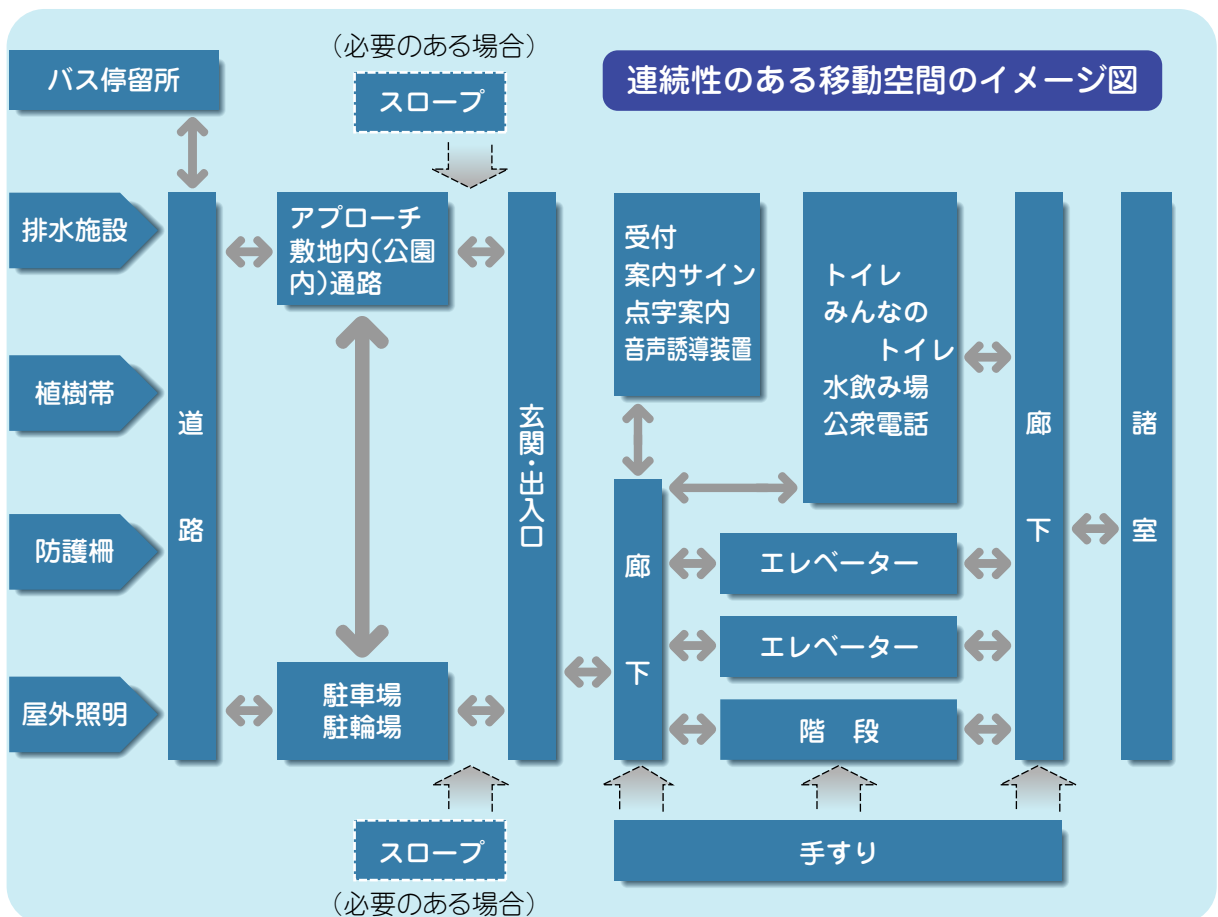 連続性のある移動空間のイメージ図
バス停留所
（必要のある場合）
スロープ
排水施設
植樹帯
防護柵
屋外照明
道路
アプローチ
敷地内（公園
内）通路
駐車場
駐輪場
スロープ
（必要のある場合）
玄関・出入口
受付
案内サイン
点字案内
音声誘導装置
廊下
トイレ
みんなの
トイレ
水飲み場
公衆電話
エレベーター
エレベーター
階　段
手すり
廊下
諸室